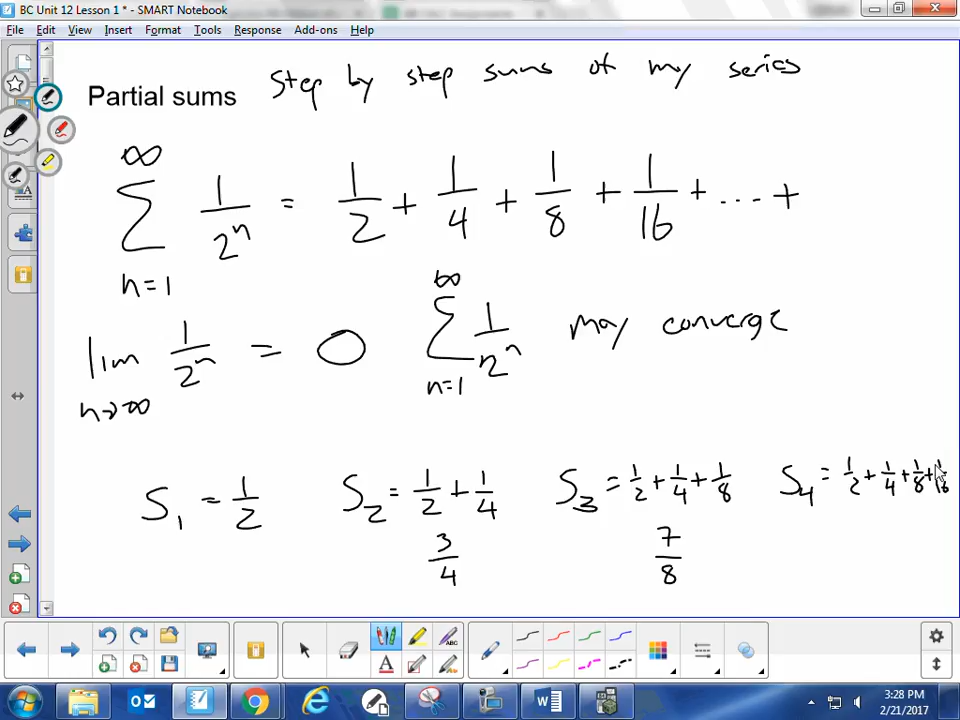 BC Unit 12 Lesson 1 * - SMART Notebook
File Edit View Insert Format Tools Response Add-ons Help
Step by step sums of my series
Partial sums
∞
∑ 1/2ⁿ = 1/2 + 1/4 + 1/8 + 1/16 + ... +
n=1
lim 1/2ⁿ = 0
n→∞
∞
∑ 1/2ⁿ may converge
n=1
S₁ = 1/2 S₂ = 1/2 + 1/4 S₃ = 1/2 + 1/4 + 1/8 S₄ = 1/2 + 1/4 + 1/8 + 1/16
3/4 7/8
3:28 PM
2/21/2017